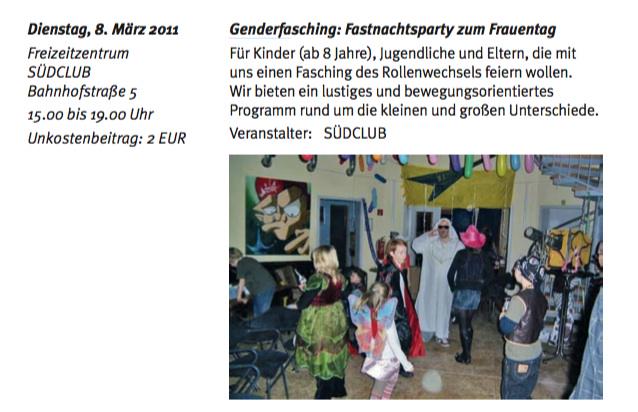 Dienstag, 8. März 2011
Freizeitzentrum
SÜDCLUB
Bahnhofstraße 5
15.00 bis 19.00 Uhr
Unkostenbeitrag: 2 EUR
Genderfasching: Fastnachtsparty zum Frauentag
Für Kinder (ab 8 Jahre), Jugendliche und Eltern, die mit
uns einen Fasching des Rollenwechsels feiern wollen.
Wir bieten ein lustiges und bewegungsorientiertes
Programm rund um die kleinen und großen Unterschiede.
Veranstalter: SÜDCLUB